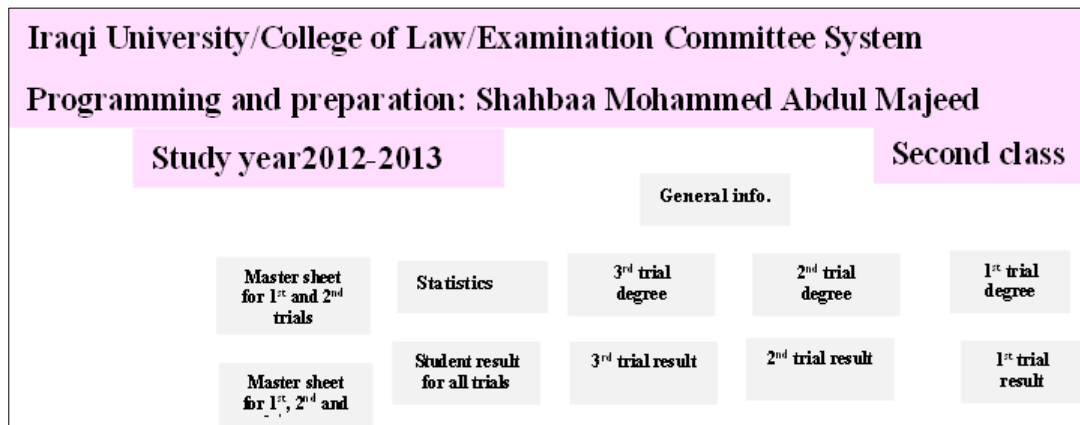 Iraqi University/College of Law/Examination Committee System
Programming and preparation: Shahbaa Mohammed Abdul Majeed
Study year2012-2013
Second class
General info.
Master sheet
for 1st and 2nd
trials
Statistics
3rd trial
degree
2nd trial
degree
1st trial
degree
Master sheet
for 1st, 2nd and
Student result
for all trials
3rd trial result
2nd trial result
1st trial
result